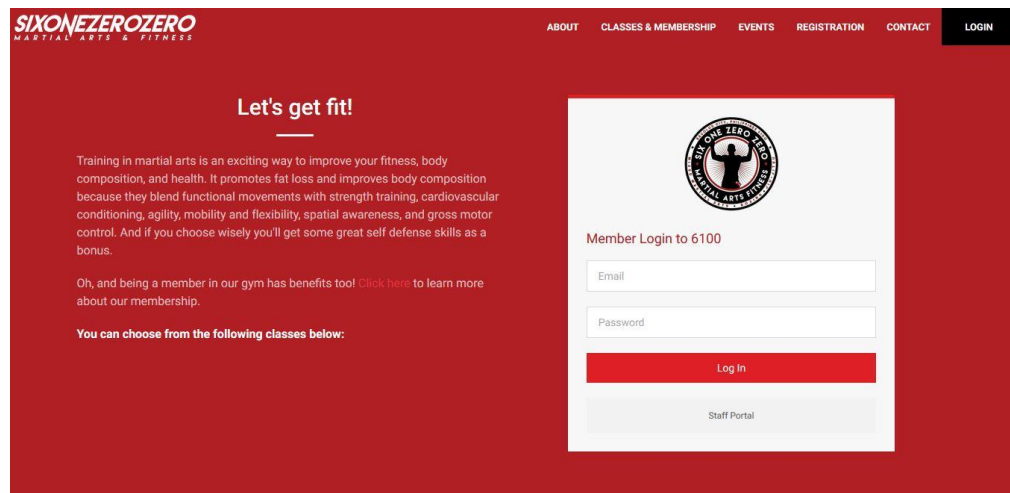 SIXONEZEROZERO
MARTIAL ARTS & FITNESS
ABOUT CLASSES & MEMBERSHIP EVENTS REGISTRATION CONTACT LOGIN
Let's get fit!
Training in martial arts is an exciting way to improve your fitness, body
composition, and health. It promotes fat loss and improves body composition
because they blend functional movements with strength training, cardiovascular
conditioning, agility, mobility and flexibility, spatial awareness, and gross motor
control. And if you choose wisely you'll get some great self defense skills as a
bonus.
Oh, and being a member in our gym has benefits too! Click here to learn more
about our membership.
You can choose from the following classes below:
SIX ONE ZERO ZERO
MARTIAL ARTS FITNESS
Member Login to 6100
Email
Password
Log In
Staff Portal